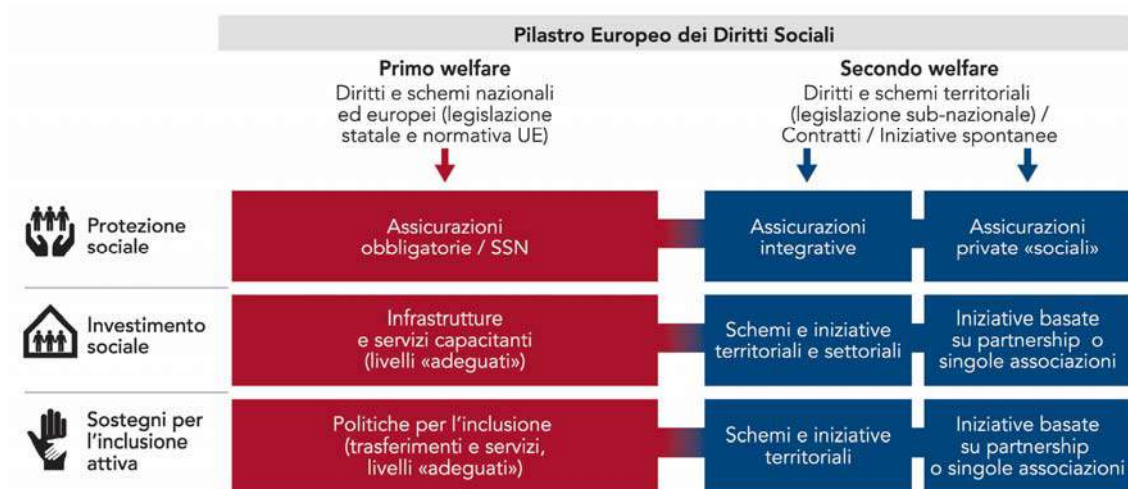 Pilastro Europeo dei Diritti Sociali
Primo welfare
Diritti e schemi nazionali
ed europei (legislazione
statale e normativa UE)
Secondo welfare
Diritti e schemi territoriali
(legislazione sub-nazionale) /
Contratti / Iniziative spontanee
Protezione
sociale
Assicurazioni
obbligatorie / SSN
Assicurazioni
integrative
Assicurazioni
private «sociali»
Investimento
sociale
Infrastrutture
e servizi capacitanti
(livelli «adeguati»)
Schemi e iniziative
territoriali e settoriali
Iniziative basate
su partnership o
singole associazioni
Sostegni per
l'inclusione
attiva
Politiche per l'inclusione
(trasferimenti e servizi,
livelli «adeguati»)
Schemi e iniziative
territoriali
Iniziative basate
su partnership
o singole associazioni